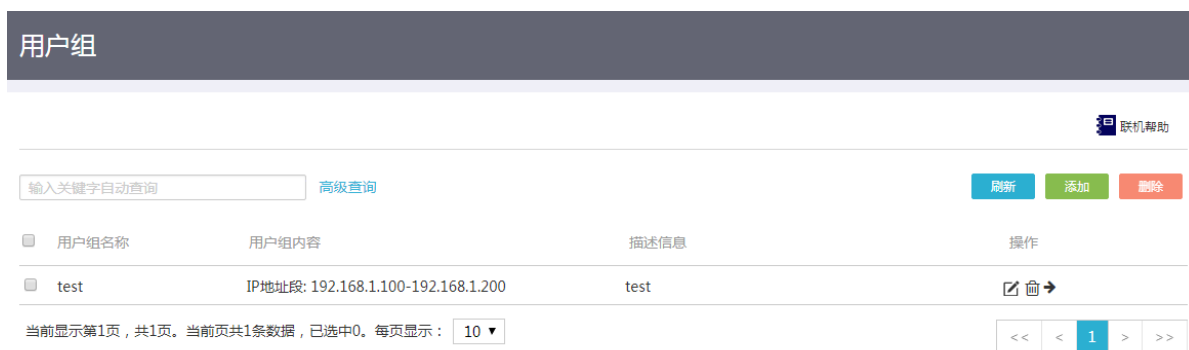 用户组
联机帮助
输入关键字自动查询 高级查询 刷新 添加 删除
用户组名称 用户组内容 描述信息 操作
test IP地址段: 192.168.1.100-192.168.1.200 test
当前显示第1页，共1页。当前页共1条数据，已选中0。每页显示： 10 ▼ << < 1 > >>